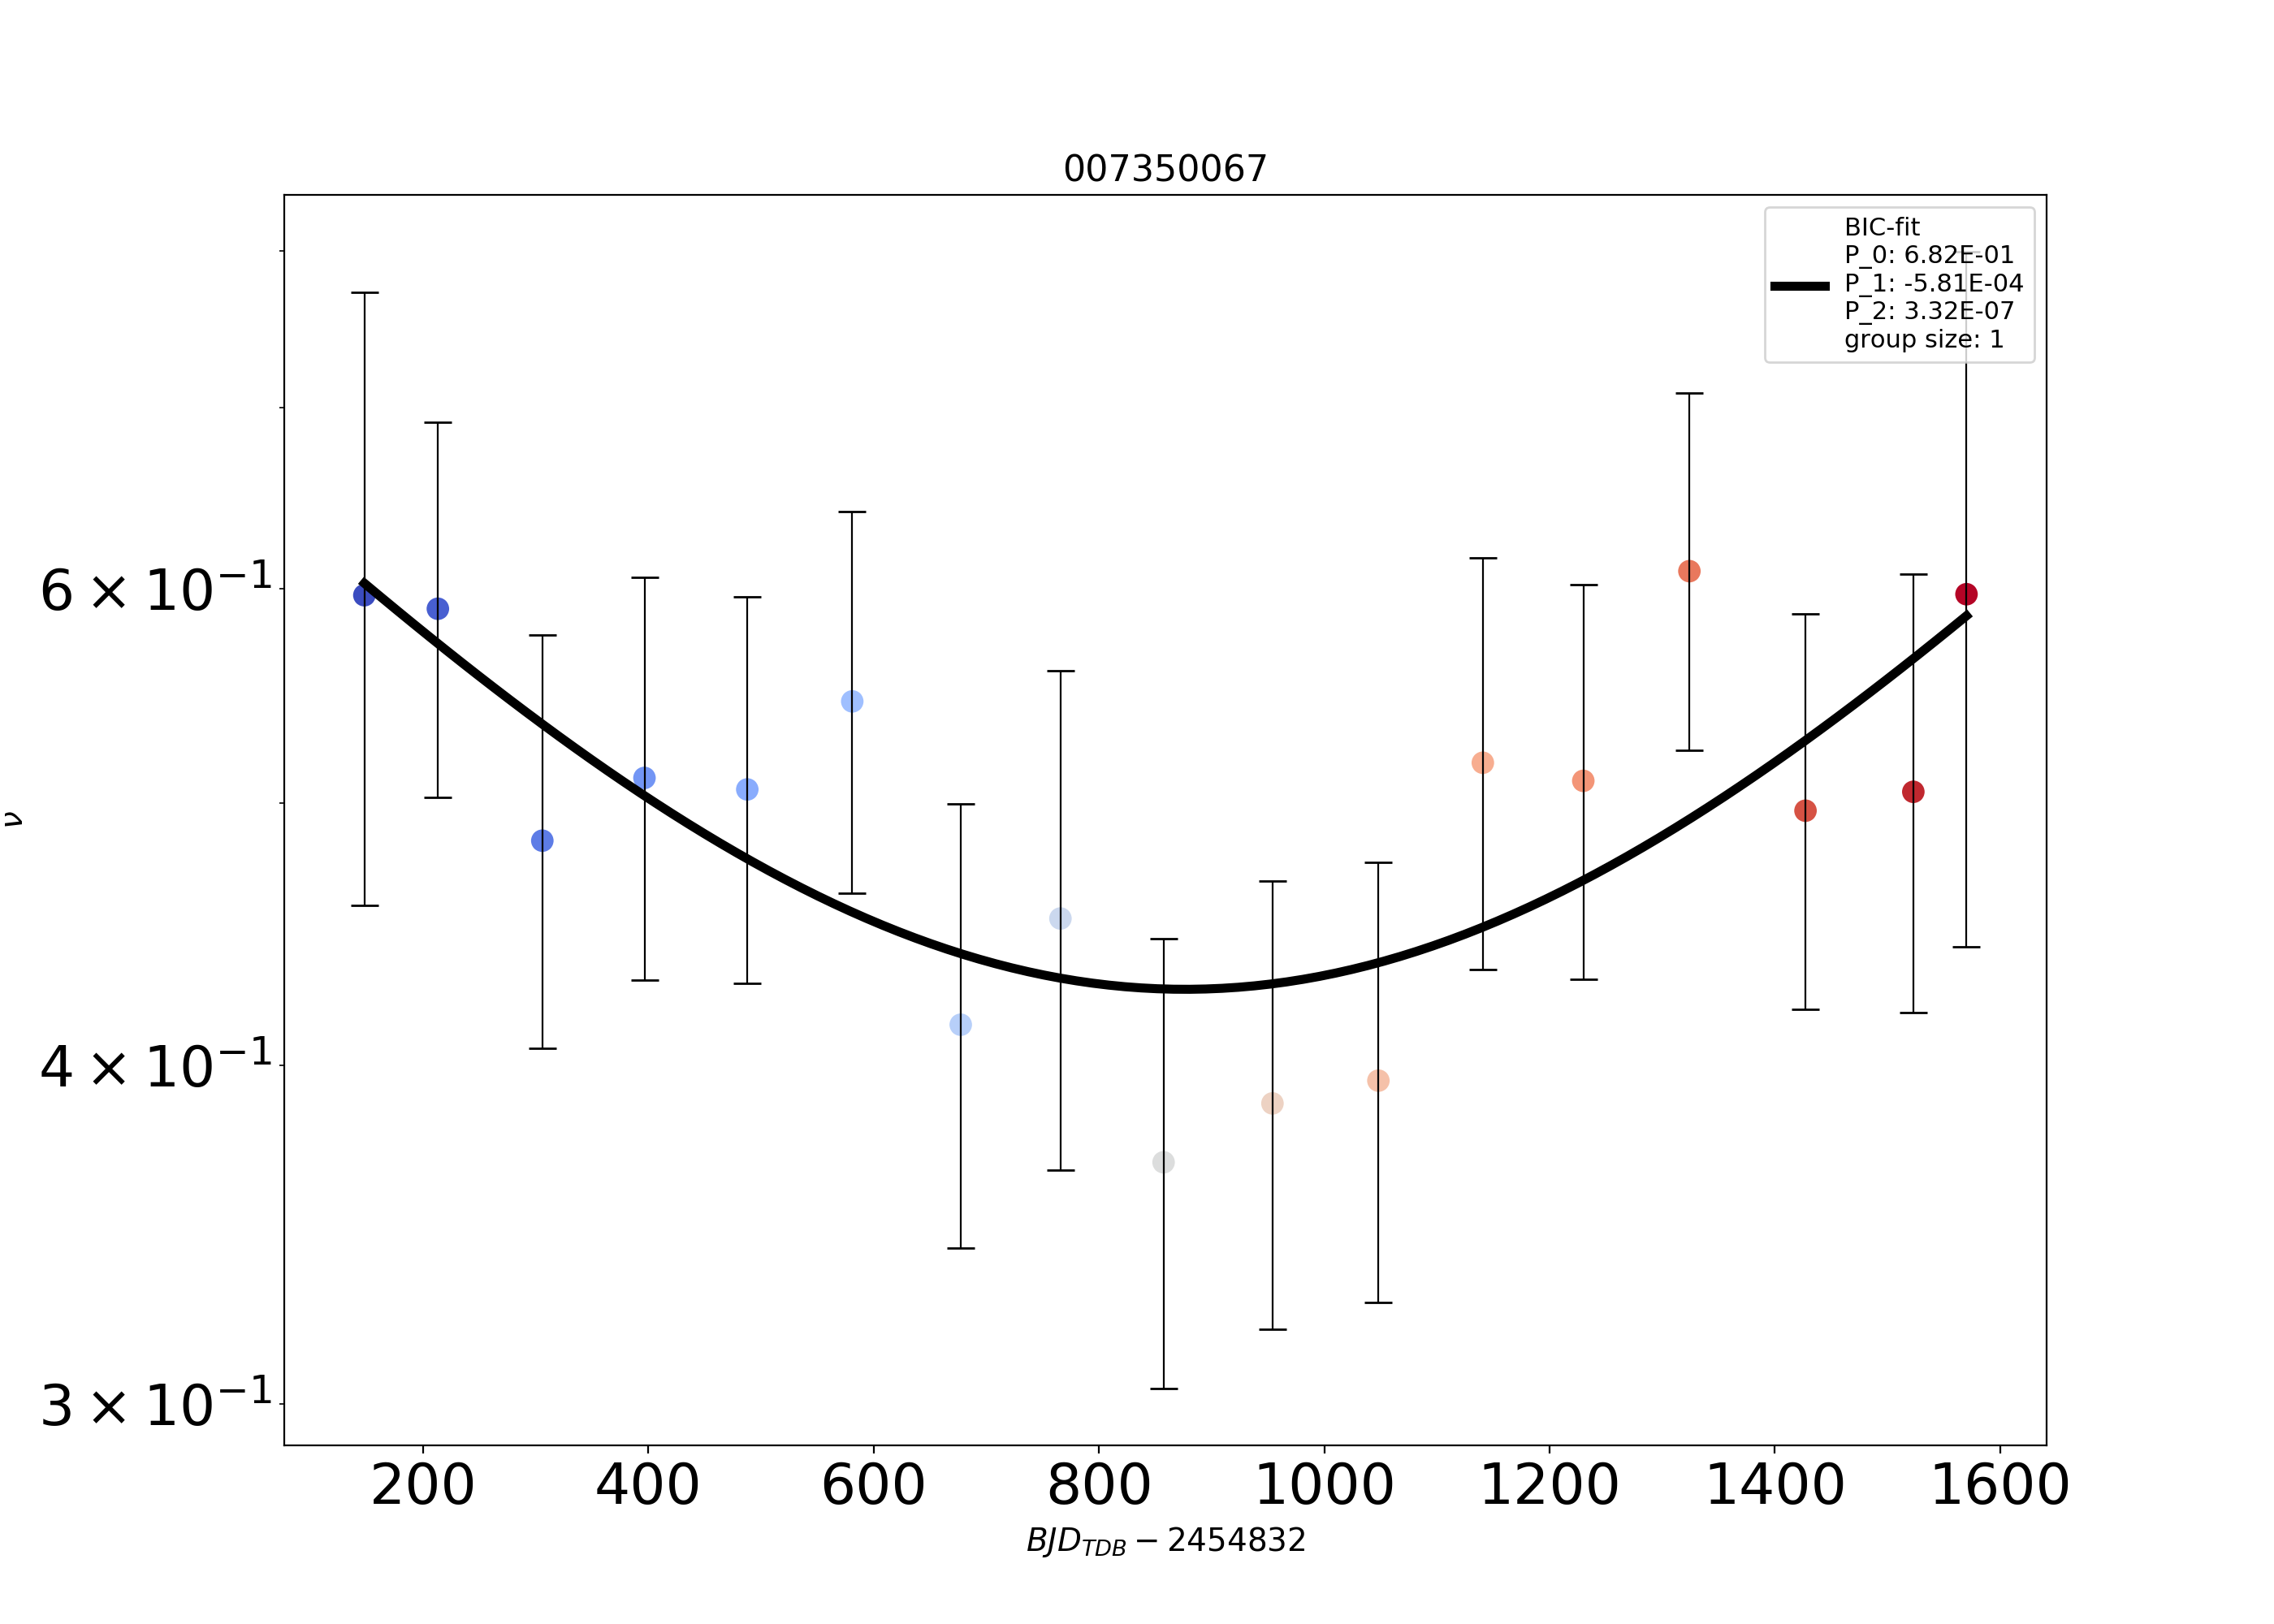 007350067
BIC-fit
P_0: 6.82E-01
P_1: -5.81E-04
P_2: 3.32E-07
group size: 1
6 × 10⁻¹
4 × 10⁻¹
3 × 10⁻¹
ν
200 400 600 800 1000 1200 1400 1600
BJD_TDB − 2454832